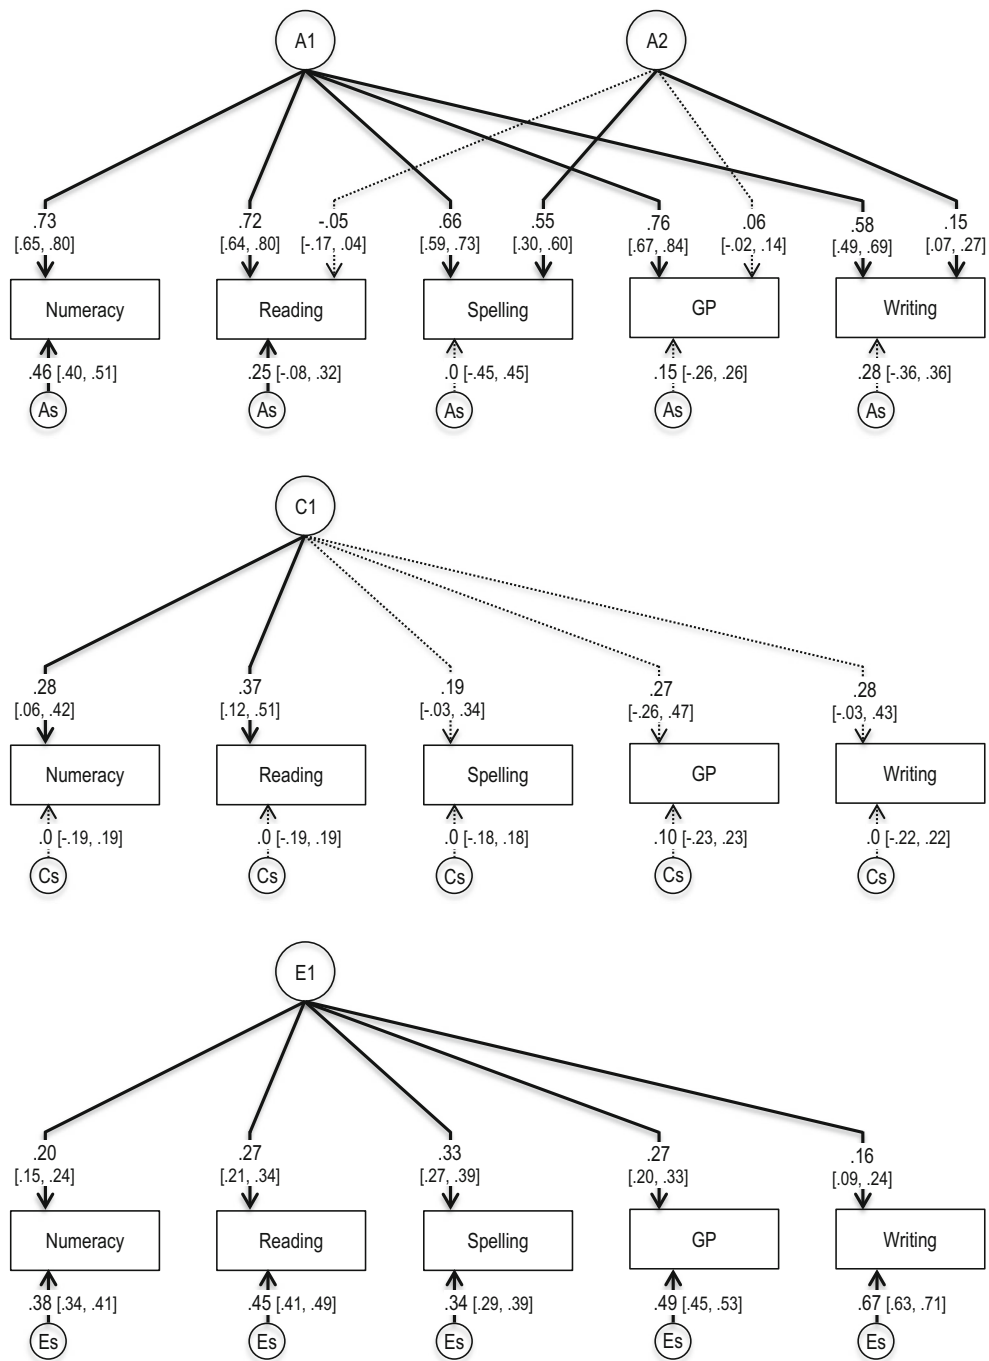 A1 A2
.73 .72 -.05 .66 .55 .76 .06 .58 .15
[.65, .80] [.64, .80] [-.17, .04] [.59, .73] [.30, .60] [.67, .84] [-.02, .14] [.49, .69] [.07, .27]
Numeracy Reading Spelling GP Writing
.46 [.40, .51] .25 [-.08, .32] .0 [-.45, .45] .15 [-.26, .26] .28 [-.36, .36]
As As As As As
C1
.28 .37 .19 .27 .28
[.06, .42] [.12, .51] [-.03, .34] [-.26, .47] [-.03, .43]
Numeracy Reading Spelling GP Writing
.0 [-.19, .19] .0 [-.19, .19] .0 [-.18, .18] .10 [-.23, .23] .0 [-.22, .22]
Cs Cs Cs Cs Cs
E1
.20 .27 .33 .27 .16
[.15, .24] [.21, .34] [.27, .39] [.20, .33] [.09, .24]
Numeracy Reading Spelling GP Writing
.38 [.34, .41] .45 [.41, .49] .34 [.29, .39] .49 [.45, .53] .67 [.63, .71]
Es Es Es Es Es